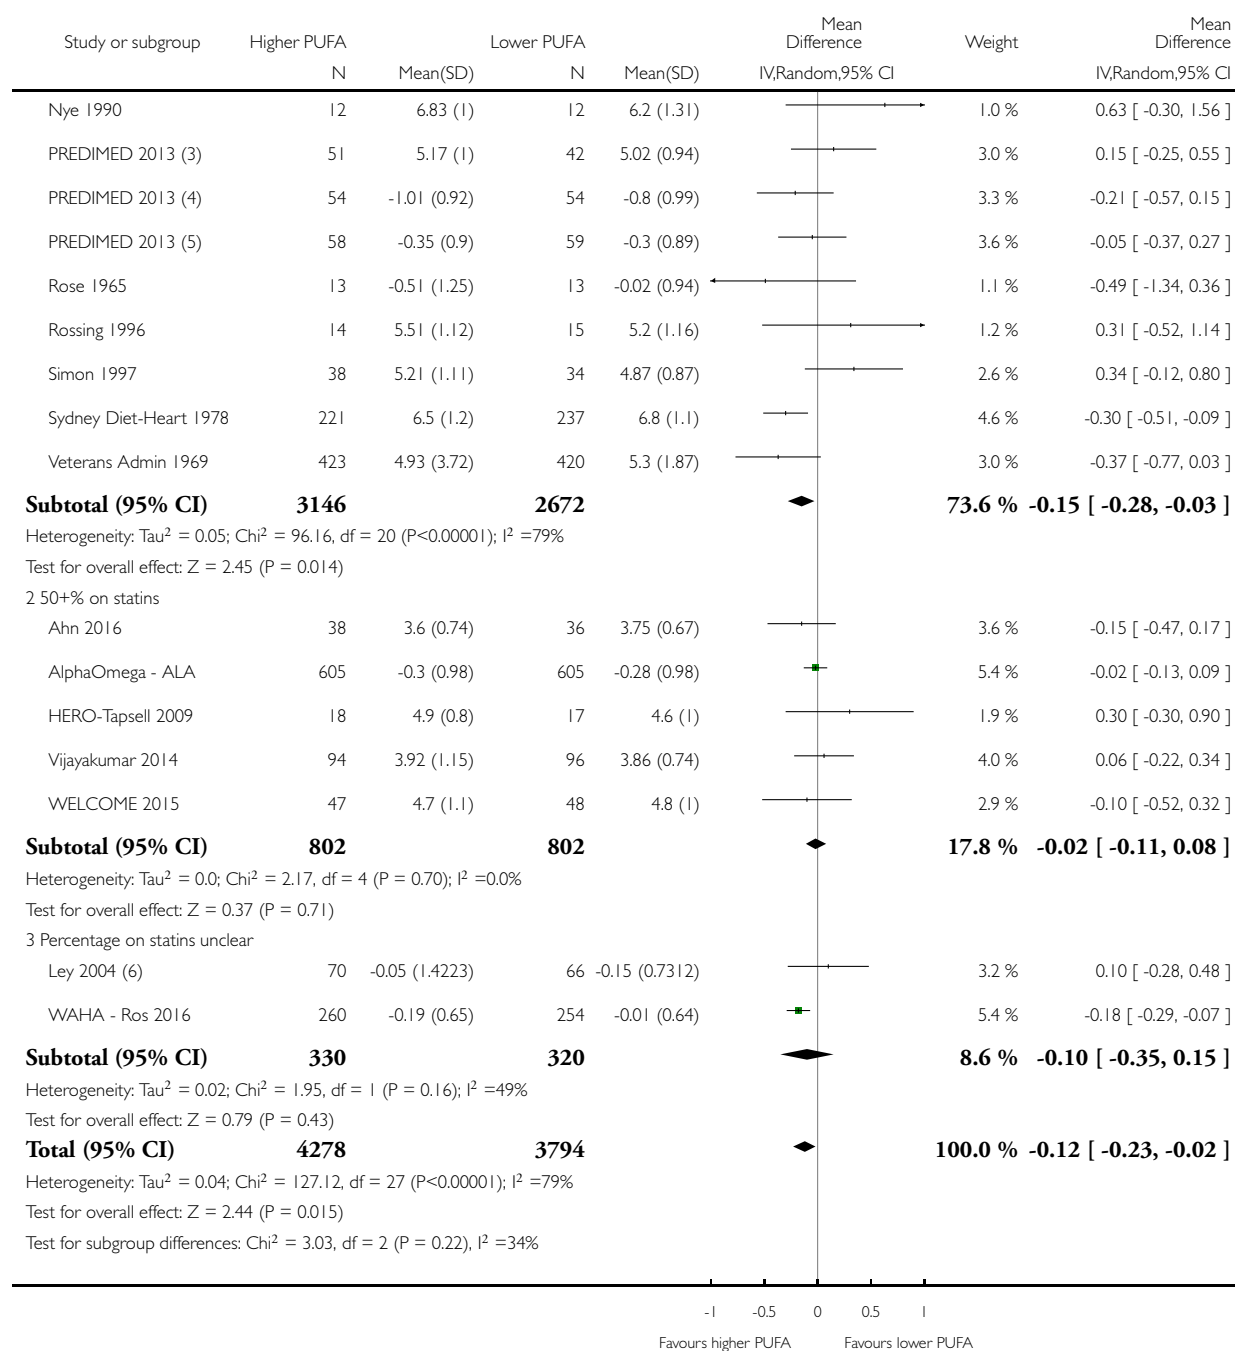 Study or subgroup Higher PUFA Lower PUFA Mean Difference Weight Mean Difference
N Mean(SD) N Mean(SD) IV,Random,95% CI IV,Random,95% CI
Nye 1990 12 6.83 (1) 12 6.2 (1.31) 1.0 % 0.63 [ -0.30, 1.56 ]
PREDIMED 2013 (3) 51 5.17 (1) 42 5.02 (0.94) 3.0 % 0.15 [ -0.25, 0.55 ]
PREDIMED 2013 (4) 54 -1.01 (0.92) 54 -0.8 (0.99) 3.3 % -0.21 [ -0.57, 0.15 ]
PREDIMED 2013 (5) 58 -0.35 (0.9) 59 -0.3 (0.89) 3.6 % -0.05 [ -0.37, 0.27 ]
Rose 1965 13 -0.51 (1.25) 13 -0.02 (0.94) 1.1 % -0.49 [ -1.34, 0.36 ]
Rossing 1996 14 5.51 (1.12) 15 5.2 (1.16) 1.2 % 0.31 [ -0.52, 1.14 ]
Simon 1997 38 5.21 (1.11) 34 4.87 (0.87) 2.6 % 0.34 [ -0.12, 0.80 ]
Sydney Diet-Heart 1978 221 6.5 (1.2) 237 6.8 (1.1) 4.6 % -0.30 [ -0.51, -0.09 ]
Veterans Admin 1969 423 4.93 (3.72) 420 5.3 (1.87) 3.0 % -0.37 [ -0.77, 0.03 ]
Subtotal (95% CI) 3146 2672 73.6 % -0.15 [ -0.28, -0.03 ]
Heterogeneity: Tau² = 0.05; Chi² = 96.16, df = 20 (P<0.00001); I² =79%
Test for overall effect: Z = 2.45 (P = 0.014)
2 50+% on statins
Ahn 2016 38 3.6 (0.74) 36 3.75 (0.67) 3.6 % -0.15 [ -0.47, 0.17 ]
AlphaOmega - ALA 605 -0.3 (0.98) 605 -0.28 (0.98) 5.4 % -0.02 [ -0.13, 0.09 ]
HERO-Tapsell 2009 18 4.9 (0.8) 17 4.6 (1) 1.9 % 0.30 [ -0.30, 0.90 ]
Vijayakumar 2014 94 3.92 (1.15) 96 3.86 (0.74) 4.0 % 0.06 [ -0.22, 0.34 ]
WELCOME 2015 47 4.7 (1.1) 48 4.8 (1) 2.9 % -0.10 [ -0.52, 0.32 ]
Subtotal (95% CI) 802 802 17.8 % -0.02 [ -0.11, 0.08 ]
Heterogeneity: Tau² = 0.0; Chi² = 2.17, df = 4 (P = 0.70); I² =0.0%
Test for overall effect: Z = 0.37 (P = 0.71)
3 Percentage on statins unclear
Ley 2004 (6) 70 -0.05 (1.4223) 66 -0.15 (0.7312) 3.2 % 0.10 [ -0.28, 0.48 ]
WAHA - Ros 2016 260 -0.19 (0.65) 254 -0.01 (0.64) 5.4 % -0.18 [ -0.29, -0.07 ]
Subtotal (95% CI) 330 320 8.6 % -0.10 [ -0.35, 0.15 ]
Heterogeneity: Tau² = 0.02; Chi² = 1.95, df = 1 (P = 0.16); I² =49%
Test for overall effect: Z = 0.79 (P = 0.43)
Total (95% CI) 4278 3794 100.0 % -0.12 [ -0.23, -0.02 ]
Heterogeneity: Tau² = 0.04; Chi² = 127.12, df = 27 (P<0.00001); I² =79%
Test for overall effect: Z = 2.44 (P = 0.015)
Test for subgroup differences: Chi² = 3.03, df = 2 (P = 0.22), I² =34%
-1 -0.5 0 0.5 1
Favours higher PUFA Favours lower PUFA